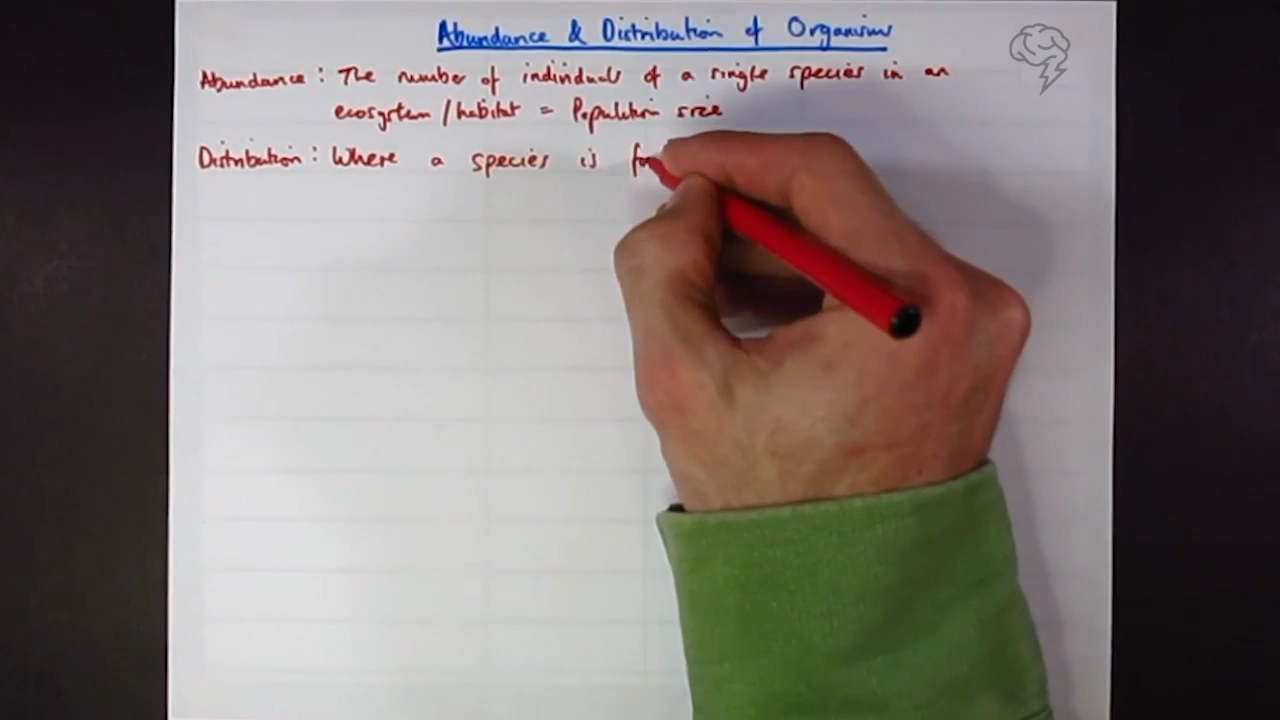 Abundance & Distribution of Organisms
Abundance : The number of individuals of a single species in an
ecosystem / habitat = Population size
Distribution : Where a species is fo